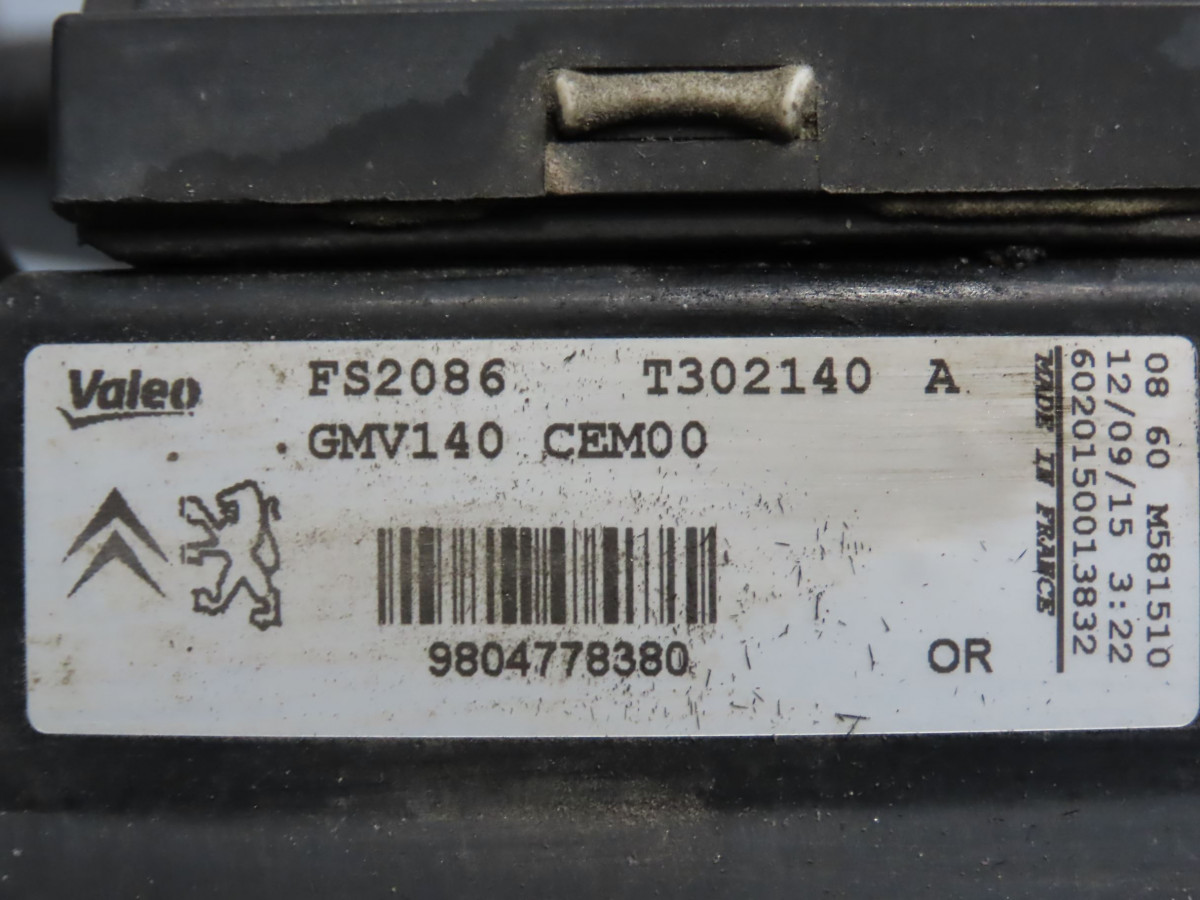 Valeo
FS2086 T302140 A
GMV140 CEM00
9804778380
OR
MADE IN FRANCE
6020150013832
12/09/15 3:22
08 60 M581510